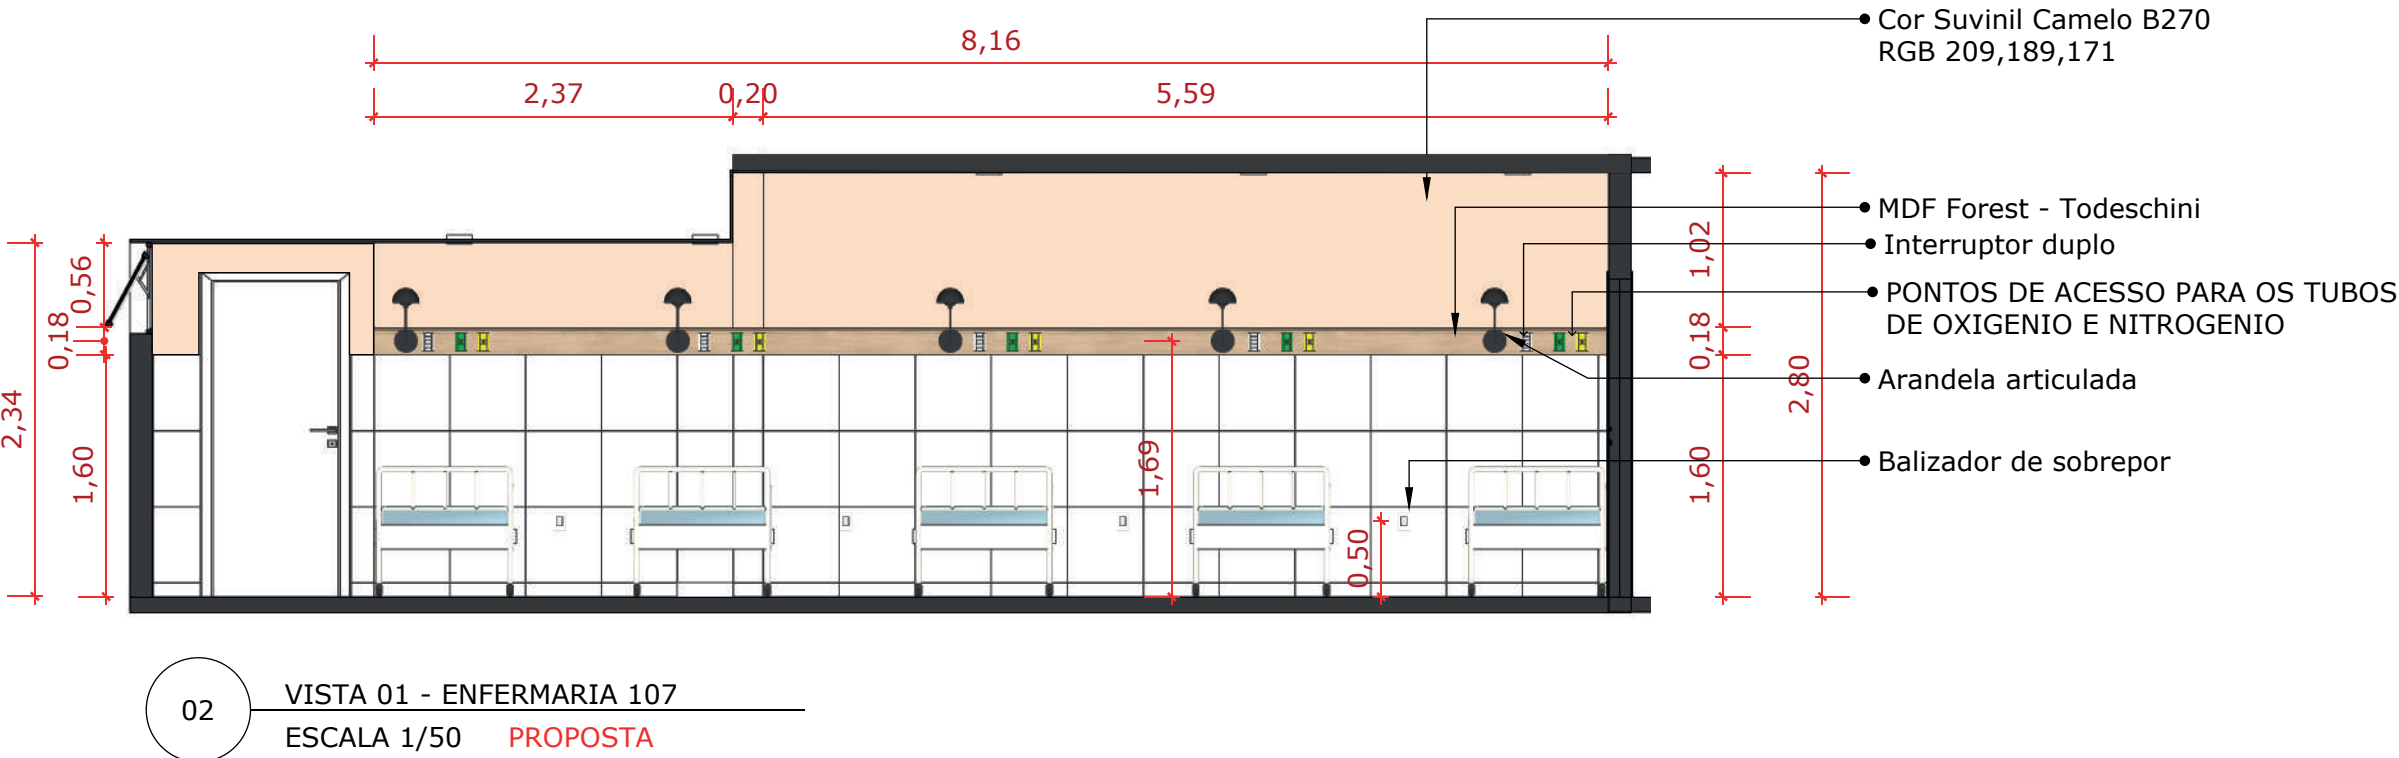 Cor Suvinil Camelo B270
RGB 209,189,171
8,16
2,37
0,20
5,59
MDF Forest - Todeschini
Interruptor duplo
PONTOS DE ACESSO PARA OS TUBOS
DE OXIGENIO E NITROGENIO
Arandela articulada
Balizador de sobrepor
2,34
0,56
0,18
1,60
1,69
0,50
1,02
0,18
1,60
2,80
02
VISTA 01 - ENFERMARIA 107
ESCALA 1/50 PROPOSTA